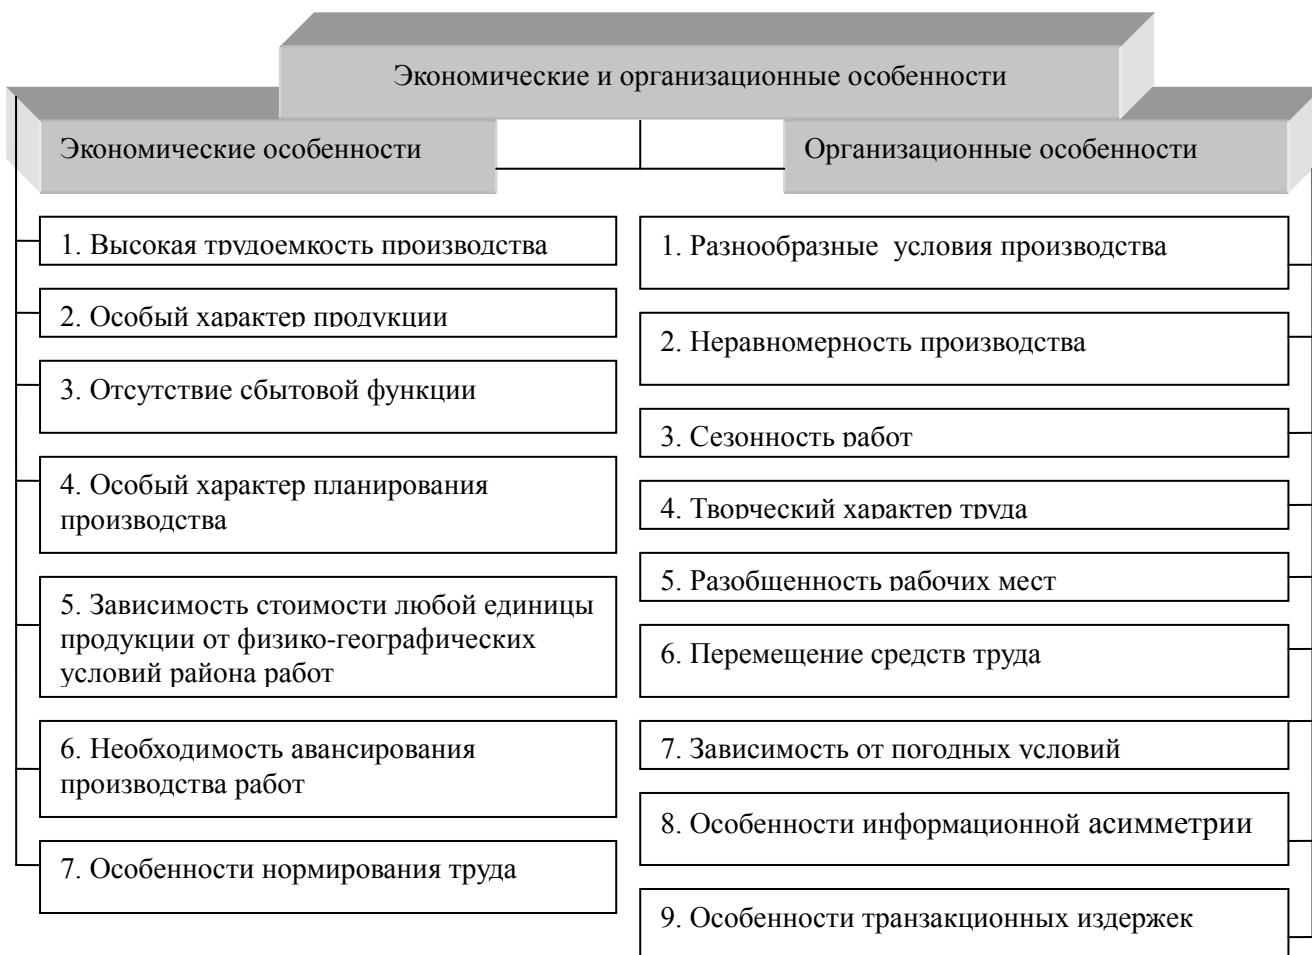 Экономические и организационные особенности
Экономические особенности
Организационные особенности
1. Высокая трудоемкость производства
2. Особый характер продукции
3. Отсутствие сбытовой функции
4. Особый характер планирования
производства
5. Зависимость стоимости любой единицы
продукции от физико-географических
условий района работ
6. Необходимость авансирования
производства работ
7. Особенности нормирования труда
1. Разнообразные условия производства
2. Неравномерность производства
3. Сезонность работ
4. Творческий характер труда
5. Разобщенность рабочих мест
6. Перемещение средств труда
7. Зависимость от погодных условий
8. Особенности информационной асимметрии
9. Особенности транзакционных издержек